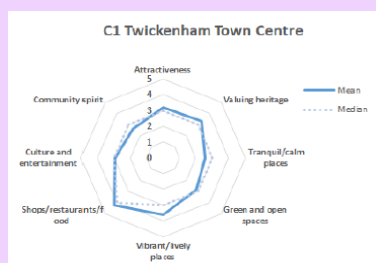 C1 Twickenham Town Centre
Attractiveness
5
4
3
2
1
0
Valuing heritage
Tranquil/calm
places
Green and open
spaces
Vibrant/lively
places
Shops/restaurants/f
ood
Culture and
entertainment
Community spirit
Mean
Median